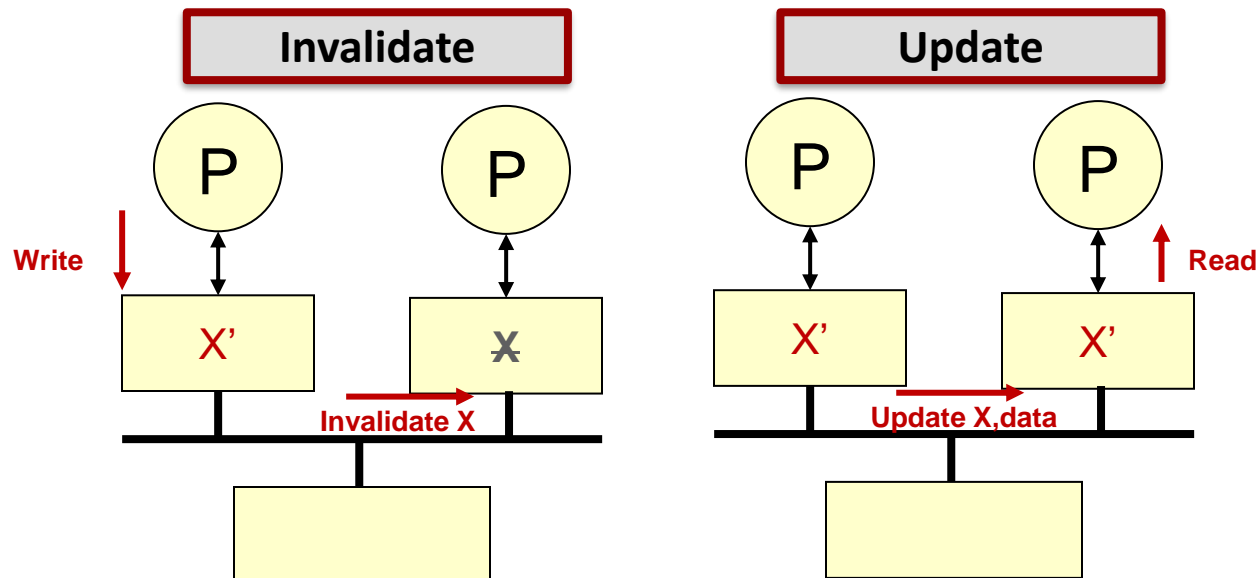 Invalidate
P
P
Write
X’
X
Invalidate X
Update
P
P
Read
X’
X’
Update X,data